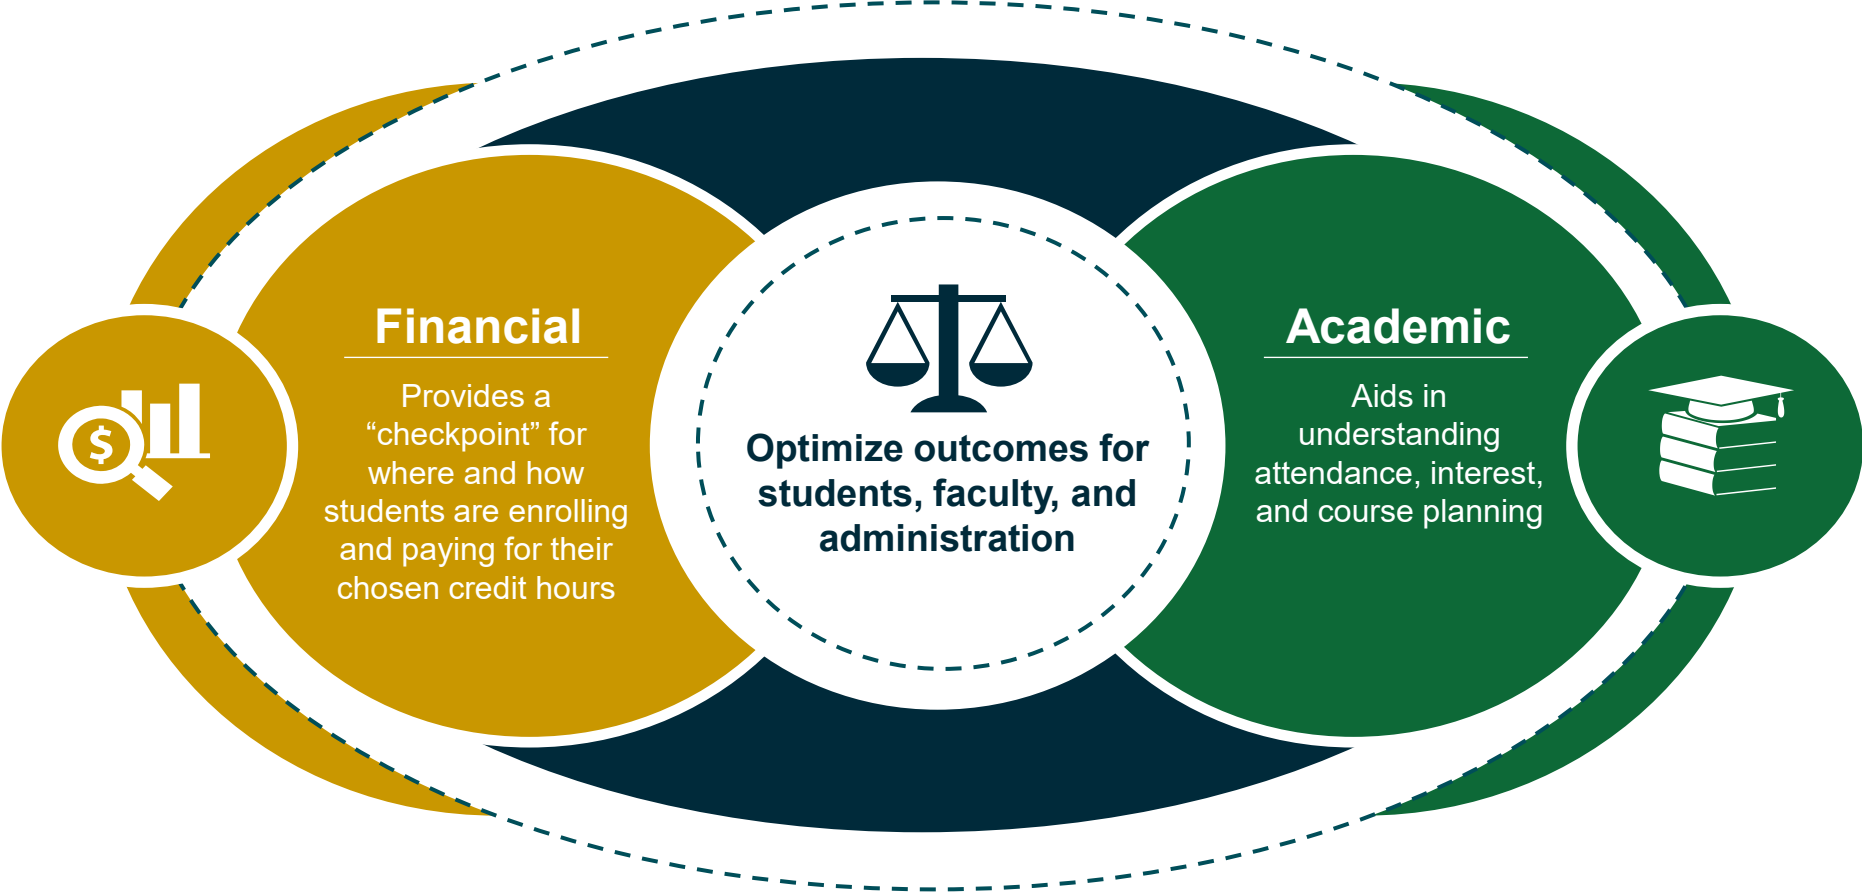 Financial
Provides a
“checkpoint” for
where and how
students are enrolling
and paying for their
chosen credit hours
$
Optimize outcomes for
students, faculty, and
administration
Academic
Aids in
understanding
attendance, interest,
and course planning